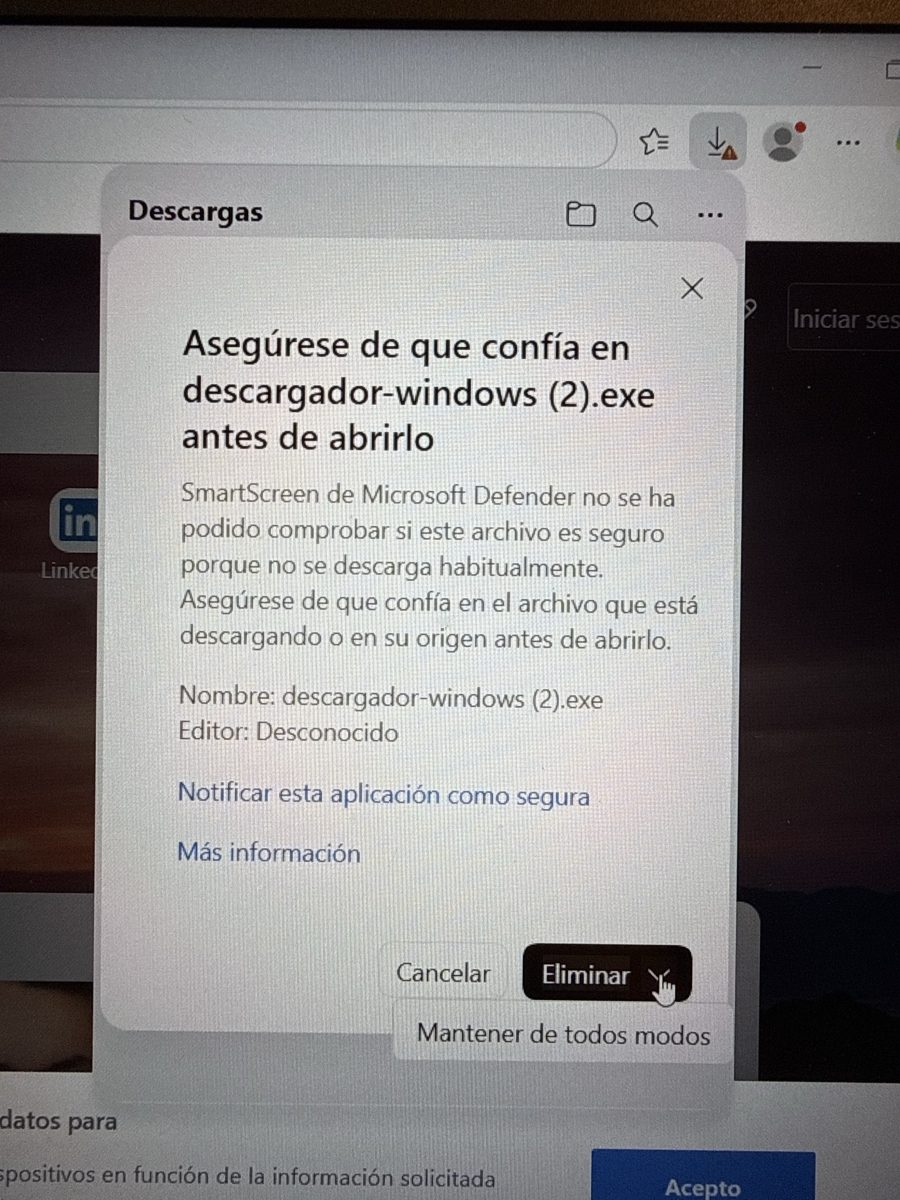 Descargas
Iniciar ses
Asegúrese de que confía en
descargador-windows (2).exe
antes de abrirlo
SmartScreen de Microsoft Defender no se ha
podido comprobar si este archivo es seguro
porque no se descarga habitualmente.
Asegúrese de que confía en el archivo que está
descargando o en su origen antes de abrirlo.
in
Linked
Nombre: descargador-windows (2).exe
Editor: Desconocido
Notificar esta aplicación como segura
Más información
Cancelar
Eliminar
Mantener de todos modos
datos para
spositivos en función de la información solicitada
Acepto